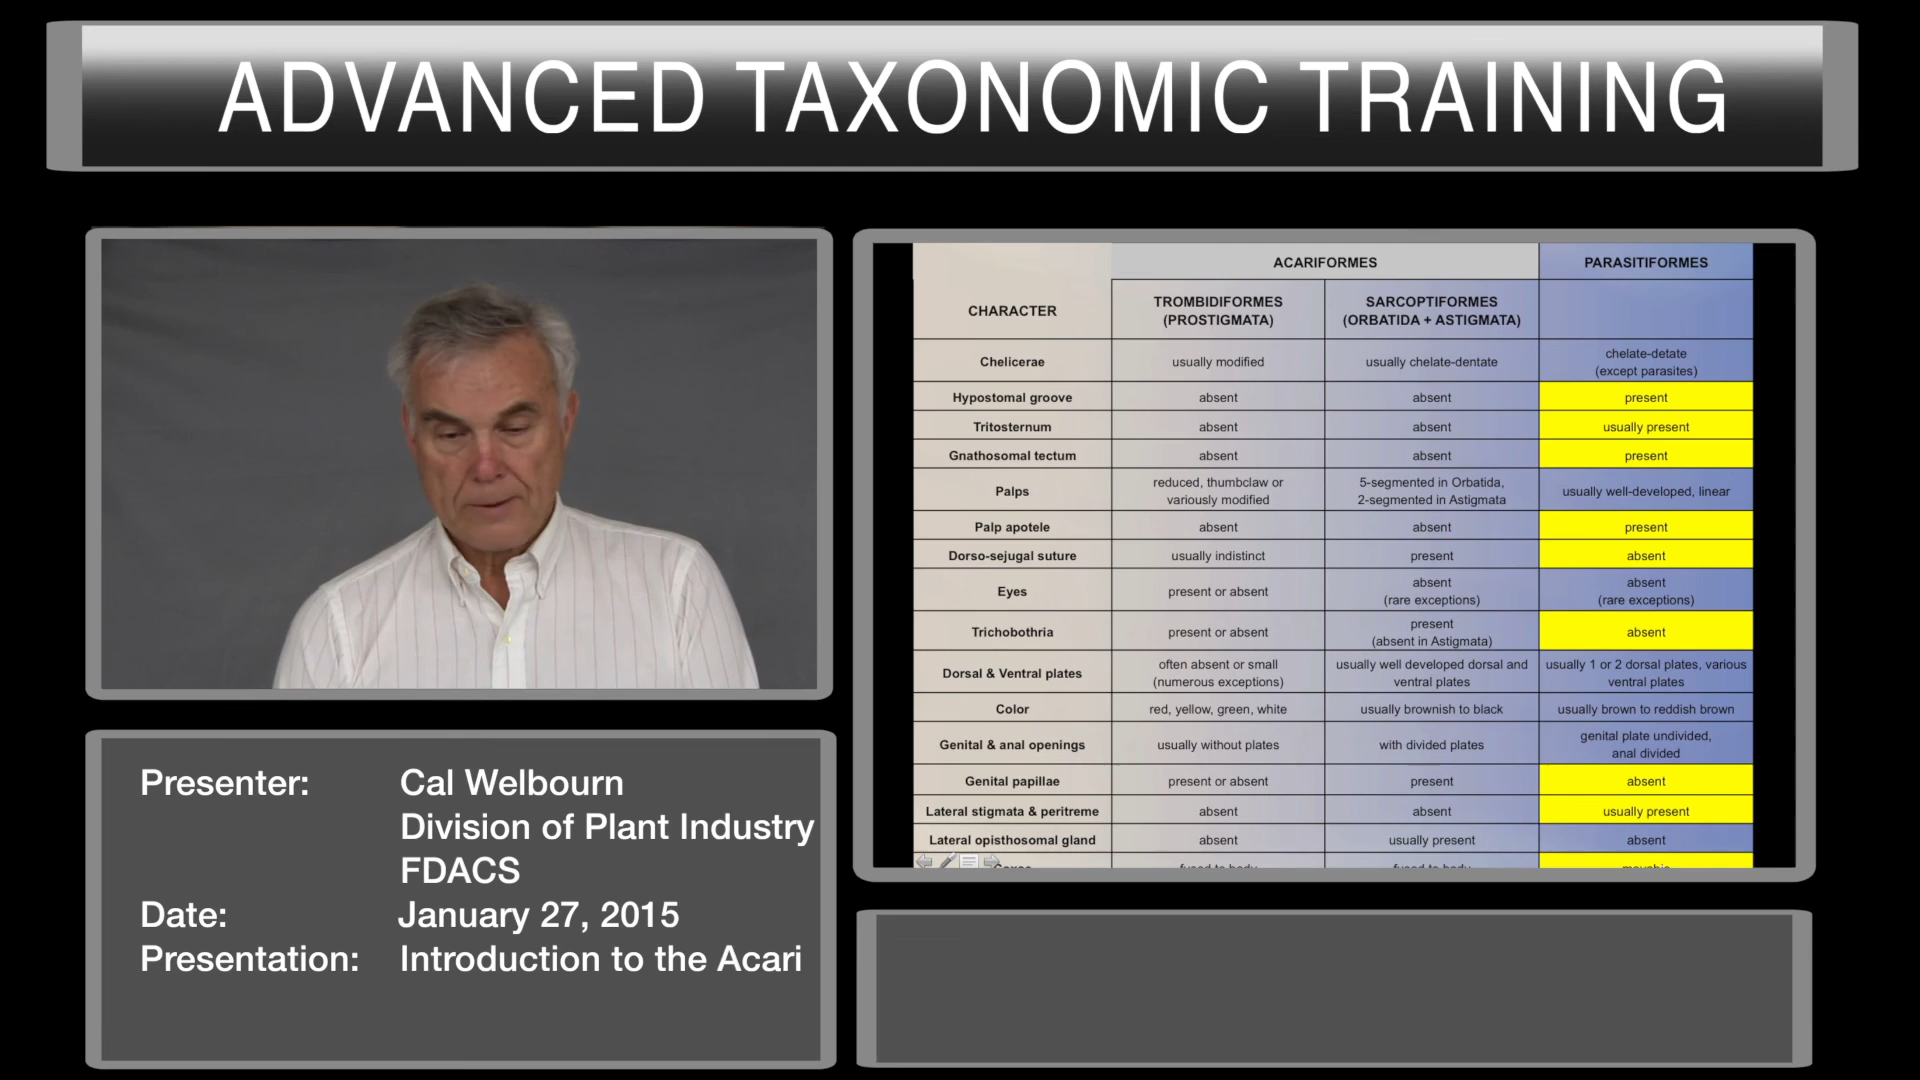 ADVANCED TAXONOMIC TRAINING
Presenter: Cal Welbourn
Division of Plant Industry
FDACS
Date: January 27, 2015
Presentation: Introduction to the Acari
ACARIFORMES PARASITIFORMES
CHARACTER TROMBIDIFORMES (PROSTIGMATA) SARCOPTIFORMES (ORBATIDA + ASTIGMATA)
Chelicerae usually modified usually chelate-dentate chelate-detate (except parasites)
Hypostomal groove absent absent present
Tritosternum absent absent usually present
Gnathosomal tectum absent absent present
Palps reduced, thumbclaw or variously modified 5-segmented in Orbatida, 2-segmented in Astigmata usually well-developed, linear
Palp apotele absent absent present
Dorso-sejugal suture usually indistinct present absent
Eyes present or absent absent (rare exceptions) absent (rare exceptions)
Trichobothria present or absent present (absent in Astigmata) absent
Dorsal & Ventral plates often absent or small (numerous exceptions) usually well developed dorsal and ventral plates usually 1 or 2 dorsal plates, various ventral plates
Color red, yellow, green, white usually brownish to black usually brown to reddish brown
Genital & anal openings usually without plates with divided plates genital plate undivided, anal divided
Genital papillae present or absent present absent
Lateral stigmata & peritreme absent absent usually present
Lateral opisthosomal gland absent usually present absent
fused to body fused to body movable